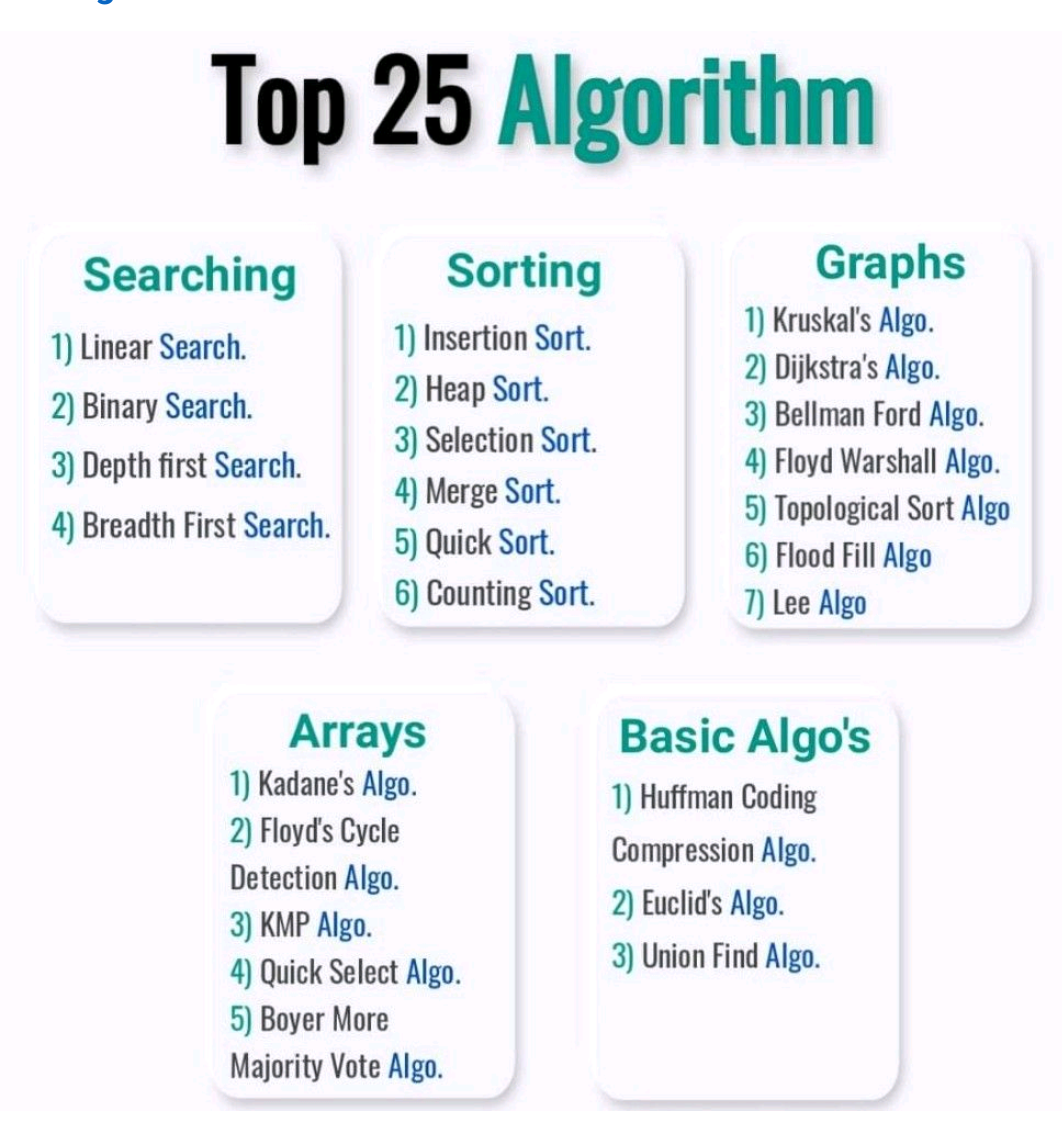 Top 25 Algorithm
Searching
1) Linear Search.
2) Binary Search.
3) Depth first Search.
4) Breadth First Search.
Sorting
1) Insertion Sort.
2) Heap Sort.
3) Selection Sort.
4) Merge Sort.
5) Quick Sort.
6) Counting Sort.
Graphs
1) Kruskal's Algo.
2) Dijkstra's Algo.
3) Bellman Ford Algo.
4) Floyd Warshall Algo.
5) Topological Sort Algo
6) Flood Fill Algo
7) Lee Algo
Arrays
1) Kadane's Algo.
2) Floyd's Cycle
Detection Algo.
3) KMP Algo.
4) Quick Select Algo.
5) Boyer More
Majority Vote Algo.
Basic Algo's
1) Huffman Coding
Compression Algo.
2) Euclid's Algo.
3) Union Find Algo.